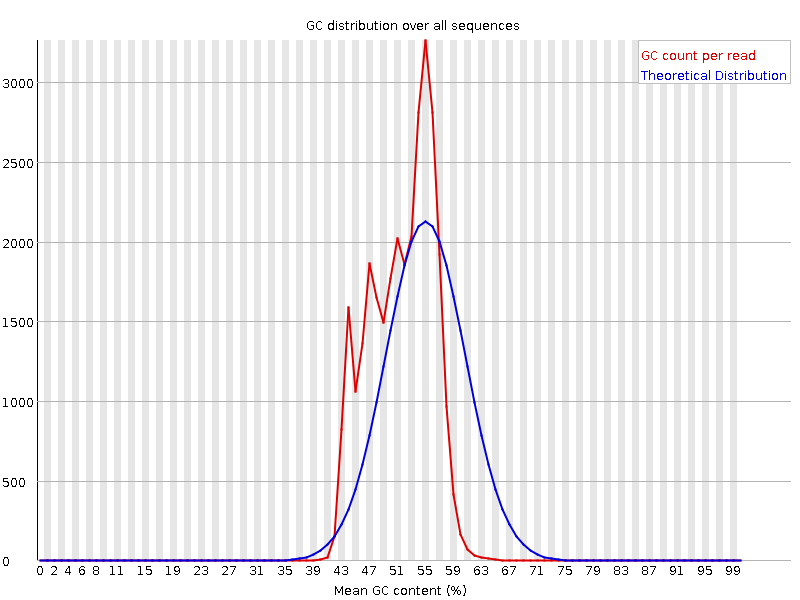 GC distribution over all sequences
GC count per read
Theoretical Distribution
3000
2500
2000
1500
1000
500
0
0 2 4 6 8 11 15 19 23 27 31 35 39 43 47 51 55 59 63 67 71 75 79 83 87 91 95 99
Mean GC content (%)